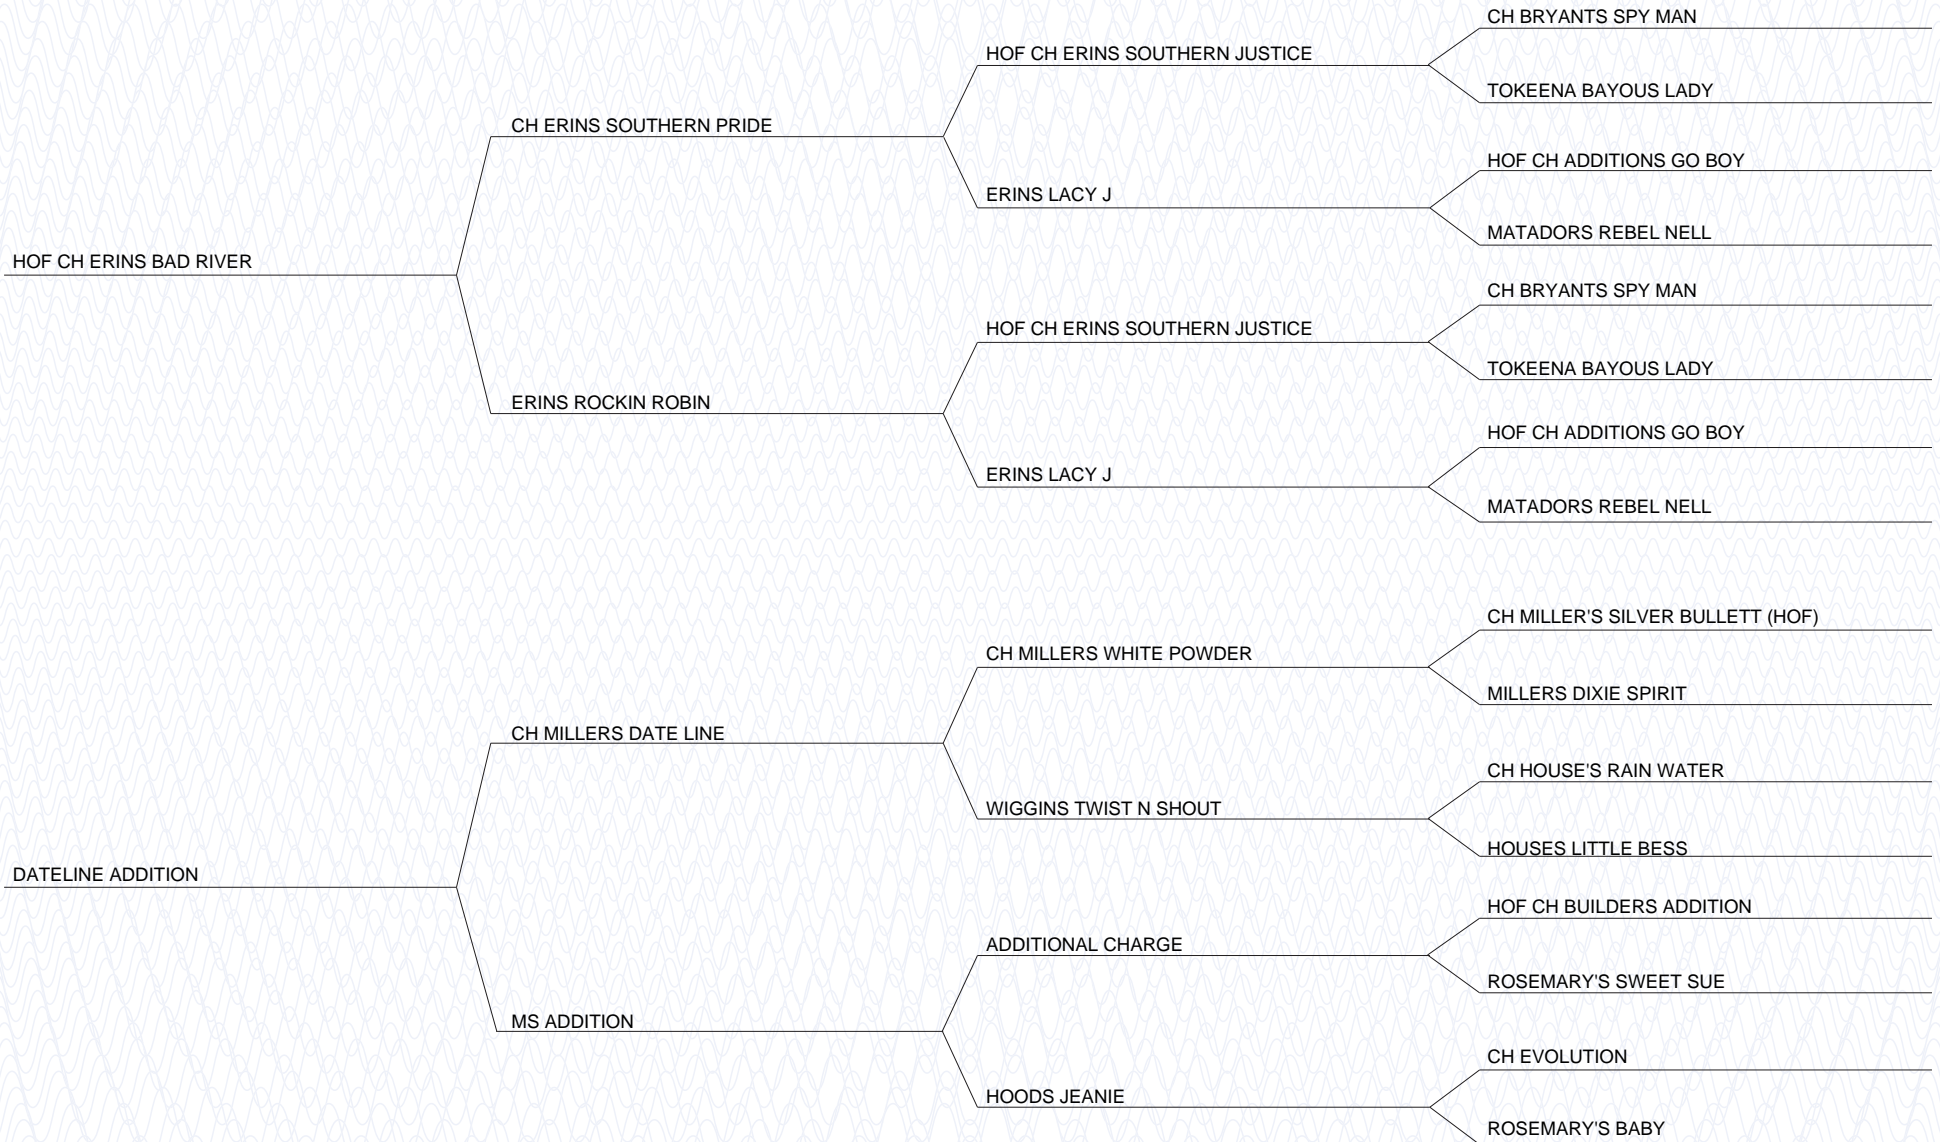 CH BRYANTS SPY MAN
HOF CH ERINS SOUTHERN JUSTICE
TOKEENA BAYOUS LADY
CH ERINS SOUTHERN PRIDE
HOF CH ADDITIONS GO BOY
ERINS LACY J
MATADORS REBEL NELL
HOF CH ERINS BAD RIVER
CH BRYANTS SPY MAN
HOF CH ERINS SOUTHERN JUSTICE
TOKEENA BAYOUS LADY
ERINS ROCKIN ROBIN
HOF CH ADDITIONS GO BOY
ERINS LACY J
MATADORS REBEL NELL
CH MILLER'S SILVER BULLETT (HOF)
CH MILLERS WHITE POWDER
MILLERS DIXIE SPIRIT
CH MILLERS DATE LINE
CH HOUSE'S RAIN WATER
WIGGINS TWIST N SHOUT
HOUSES LITTLE BESS
DATELINE ADDITION
HOF CH BUILDERS ADDITION
ADDITIONAL CHARGE
ROSEMARY'S SWEET SUE
MS ADDITION
CH EVOLUTION
HOODS JEANIE
ROSEMARY'S BABY